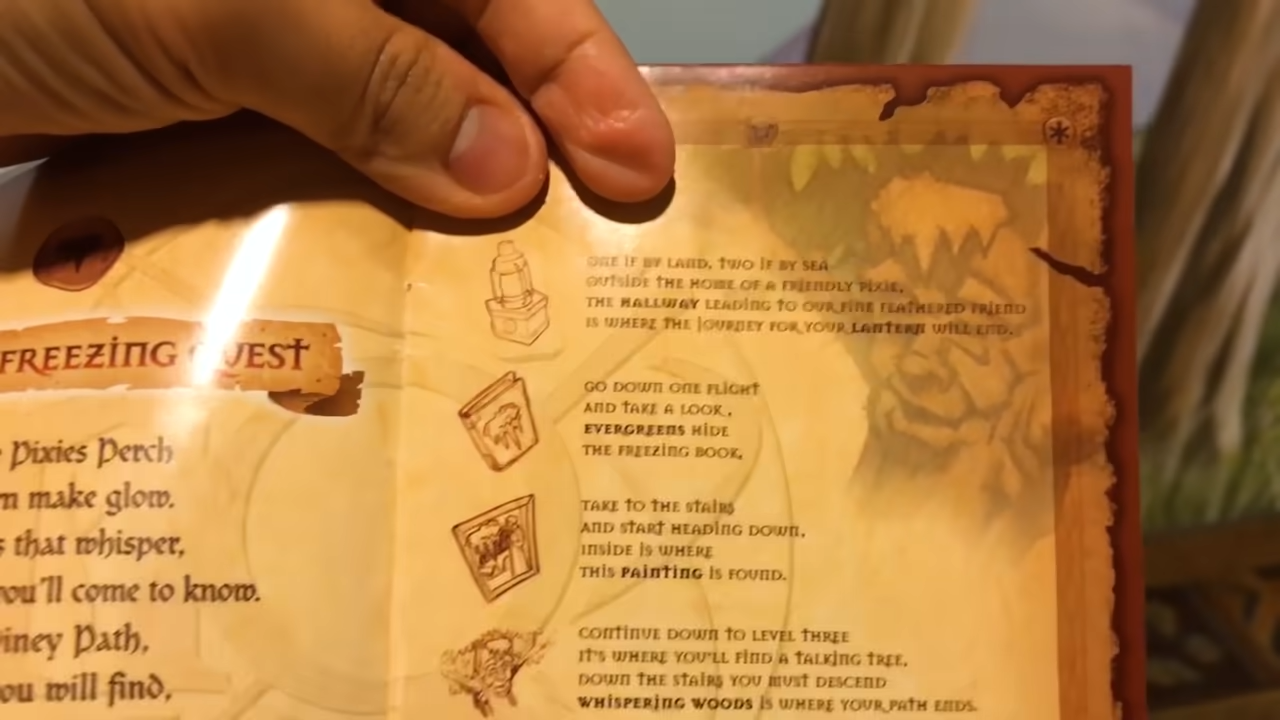 FREEZING QUEST
Pixies Perch
make glow.
that whisper,
you'll come to know.
Path,
you will find,
ONE IF BY LAND, TWO IF BY SEA
OUTSIDE THE HOME OF A FRIENDLY PIXIE,
THE HALLWAY LEADING TO OUR FINE FEATHERED FRIEND
IS WHERE THE JOURNEY FOR YOUR LANTERN WILL END.
GO DOWN ONE FLIGHT
AND TAKE A LOOK,
EVERGREENS HIDE
THE FREEZING BOOK,
TAKE TO THE STAIRS
AND START HEADING DOWN,
INSIDE IS WHERE
THIS PAINTING IS FOUND.
CONTINUE DOWN TO LEVEL THREE
IT'S WHERE YOU'LL FIND A TALKING TREE,
DOWN THE STAIRS YOU MUST DESCEND
WHISPERING WOODS IS WHERE YOUR PATH ENDS.